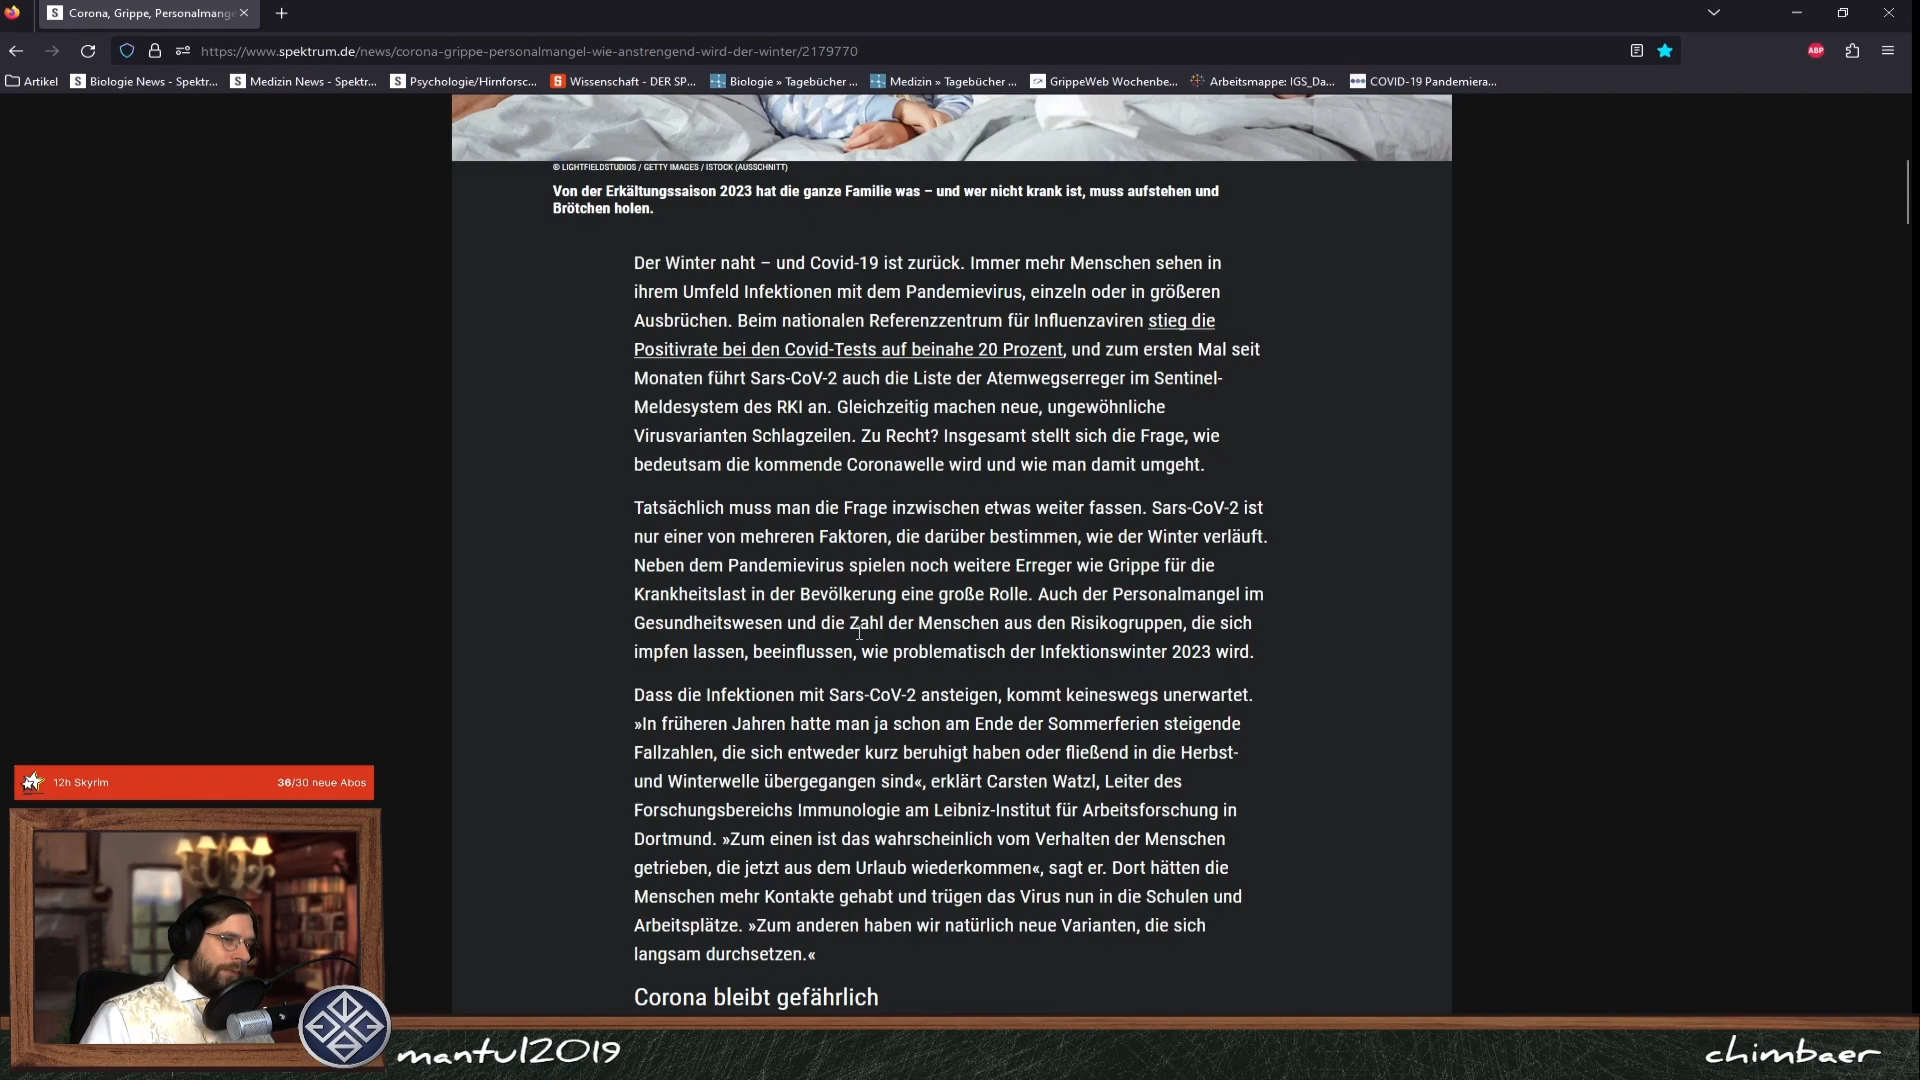 S Corona, Grippe, Personalmange
https://www.spektrum.de/news/corona-grippe-personalmangel-wie-anstrengend-wird-der-winter/2179770
ABP
Artikel S Biologie News - Spektr... S Medizin News - Spektr... S Psychologie/Hirnforsc... Wissenschaft - DER SP... Biologie » Tagebücher ... Medizin » Tagebücher ... GrippeWeb Wochenbe... Arbeitsmappe: IGS_Da... COVID-19 Pandemiera...
© LIGHTFIELDSTUDIOS / GETTY IMAGES / ISTOCK (AUSSCHNITT)
Von der Erkältungssaison 2023 hat die ganze Familie was – und wer nicht krank ist, muss aufstehen und
Brötchen holen.
Der Winter naht – und Covid-19 ist zurück. Immer mehr Menschen sehen in
ihrem Umfeld Infektionen mit dem Pandemievirus, einzeln oder in größeren
Ausbrüchen. Beim nationalen Referenzzentrum für Influenzaviren stieg die
Positivrate bei den Covid-Tests auf beinahe 20 Prozent, und zum ersten Mal seit
Monaten führt Sars-CoV-2 auch die Liste der Atemwegserreger im Sentinel-
Meldesystem des RKI an. Gleichzeitig machen neue, ungewöhnliche
Virusvarianten Schlagzeilen. Zu Recht? Insgesamt stellt sich die Frage, wie
bedeutsam die kommende Coronawelle wird und wie man damit umgeht.
Tatsächlich muss man die Frage inzwischen etwas weiter fassen. Sars-CoV-2 ist
nur einer von mehreren Faktoren, die darüber bestimmen, wie der Winter verläuft.
Neben dem Pandemievirus spielen noch weitere Erreger wie Grippe für die
Krankheitslast in der Bevölkerung eine große Rolle. Auch der Personalmangel im
Gesundheitswesen und die Zahl der Menschen aus den Risikogruppen, die sich
impfen lassen, beeinflussen, wie problematisch der Infektionswinter 2023 wird.
Dass die Infektionen mit Sars-CoV-2 ansteigen, kommt keineswegs unerwartet.
»In früheren Jahren hatte man ja schon am Ende der Sommerferien steigende
Fallzahlen, die sich entweder kurz beruhigt haben oder fließend in die Herbst-
und Winterwelle übergegangen sind«, erklärt Carsten Watzl, Leiter des
Forschungsbereichs Immunologie am Leibniz-Institut für Arbeitsforschung in
Dortmund. »Zum einen ist das wahrscheinlich vom Verhalten der Menschen
getrieben, die jetzt aus dem Urlaub wiederkommen«, sagt er. Dort hätten die
Menschen mehr Kontakte gehabt und trügen das Virus nun in die Schulen und
Arbeitsplätze. »Zum anderen haben wir natürlich neue Varianten, die sich
langsam durchsetzen.«
Corona bleibt gefährlich
12h Skyrim 36/30 neue Abos
mantul2019
chimbaer